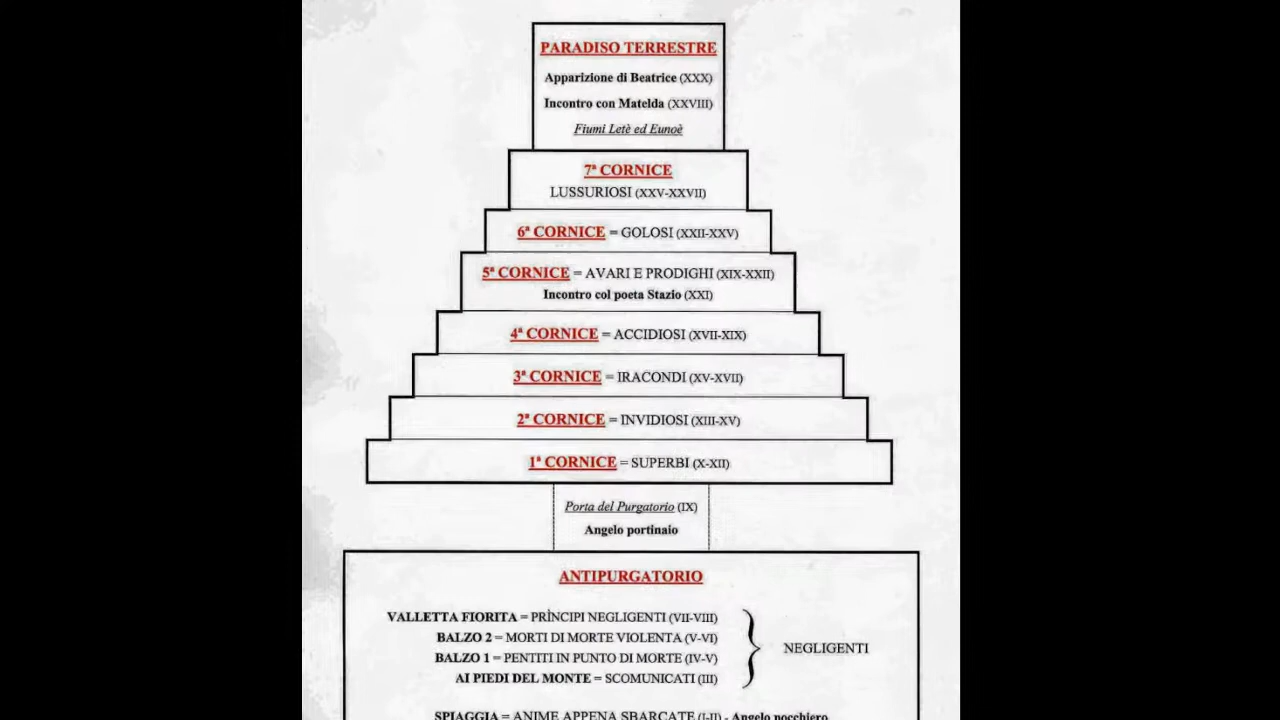 PARADISO TERRESTRE
Apparizione di Beatrice (XXX)
Incontro con Matelda (XXVIII)
Fiumi Letè ed Eunoè
7ª CORNICE
LUSSURIOSI (XXV-XXVII)
6ª CORNICE = GOLOSI (XXII-XXV)
5ª CORNICE = AVARI E PRODIGHI (XIX-XXII)
Incontro col poeta Stazio (XXI)
4ª CORNICE = ACCIDIOSI (XVII-XIX)
3ª CORNICE = IRACONDI (XV-XVII)
2ª CORNICE = INVIDIOSI (XIII-XV)
1ª CORNICE = SUPERBI (X-XII)
Porta del Purgatorio (IX)
Angelo portinaio
ANTIPURGATORIO
VALLETTA FIORITA = PRÌNCIPI NEGLIGENTI (VII-VIII)
BALZO 2 = MORTI DI MORTE VIOLENTA (V-VI)
BALZO 1 = PENTITI IN PUNTO DI MORTE (IV-V)
AI PIEDI DEL MONTE = SCOMUNICATI (III)
NEGLIGENTI
SPIAGGIA = ANIME APPENA SBARCATE (I-II) - Angelo nocchiero